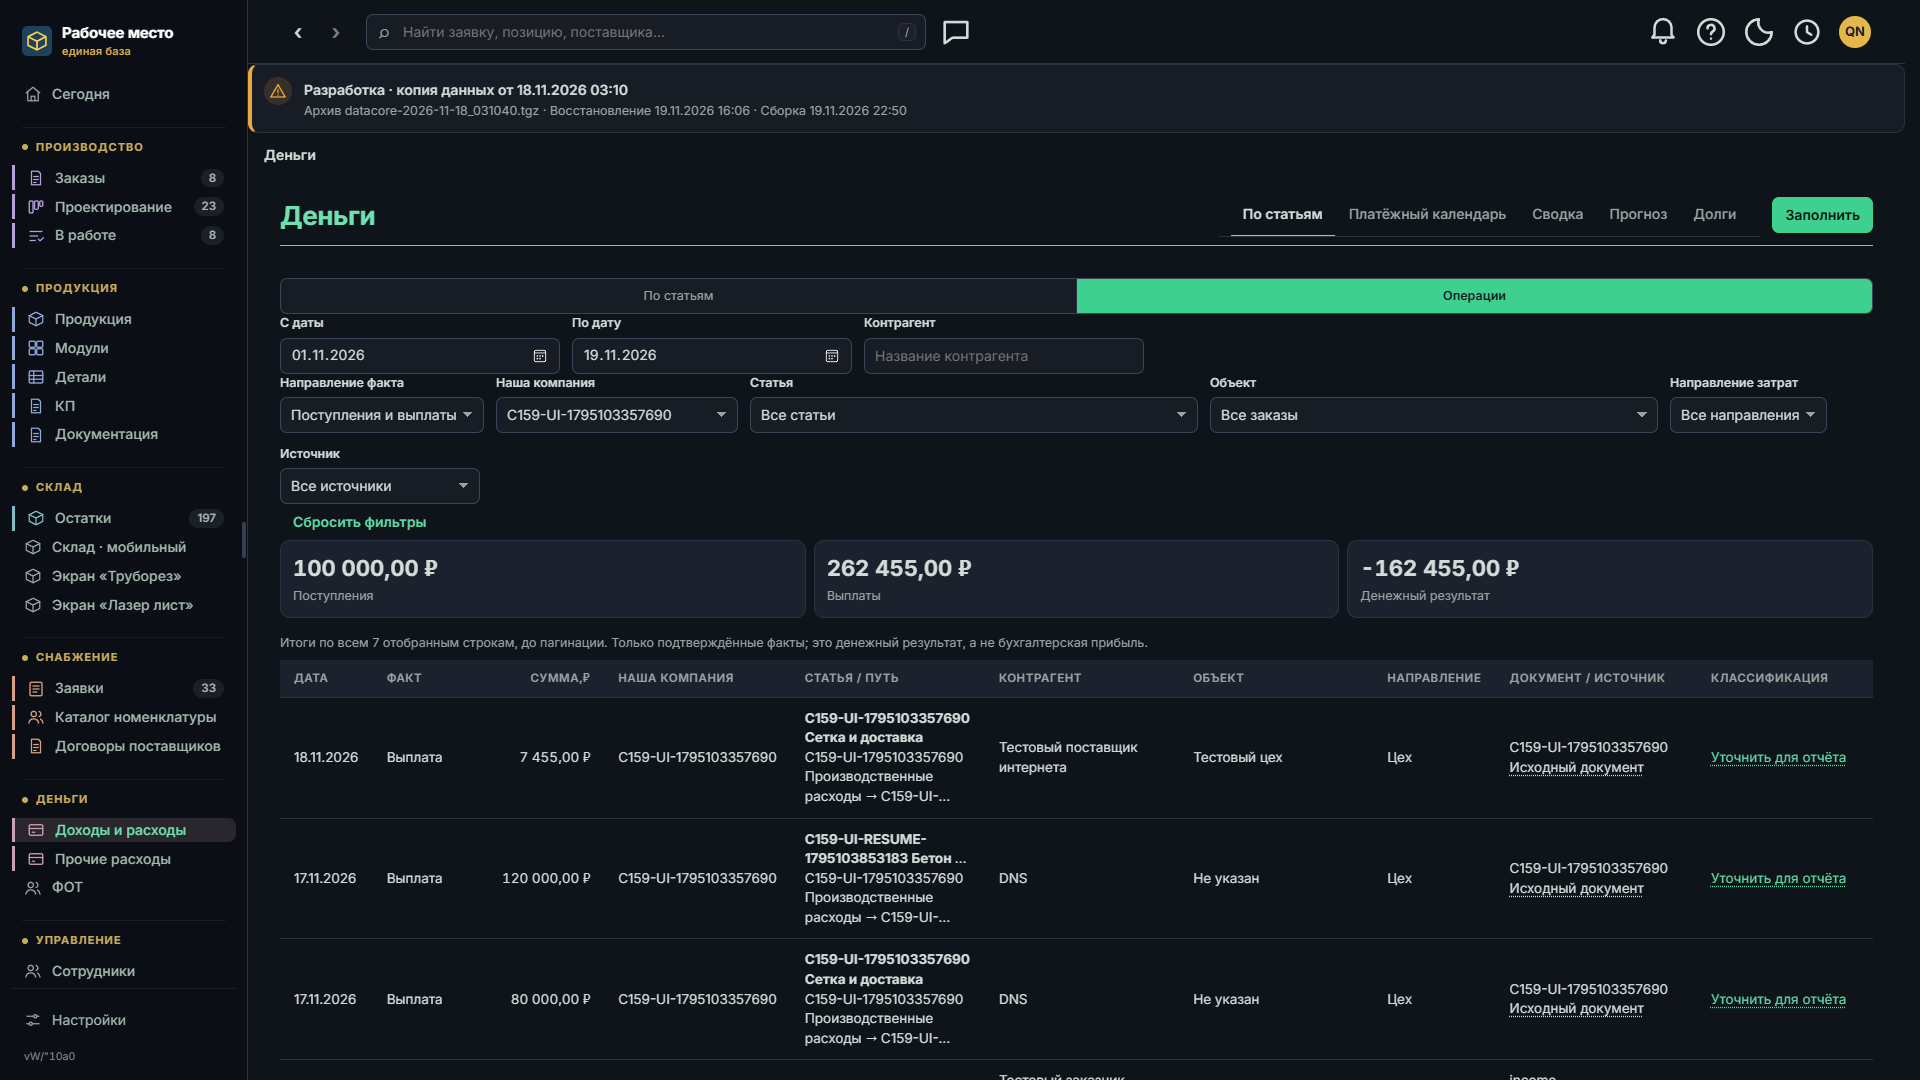 Рабочее место
единая база
Сегодня
ПРОИЗВОДСТВО
Заказы 8
Проектирование 23
В работе 8
ПРОДУКЦИЯ
Продукция
Модули
Детали
КП
Документация
СКЛАД
Остатки 197
Склад · мобильный
Экран «Труборез»
Экран «Лазер лист»
СНАБЖЕНИЕ
Заявки 33
Каталог номенклатуры
Договоры поставщиков
ДЕНЬГИ
Доходы и расходы
Прочие расходы
ФОТ
УПРАВЛЕНИЕ
Сотрудники
Настройки
vW/"10a0
Найти заявку, позицию, поставщика... /
QN
Разработка · копия данных от 18.11.2026 03:10
Архив datacore-2026-11-18_031040.tgz · Восстановление 19.11.2026 16:06 · Сборка 19.11.2026 22:50
Деньги
Деньги
По статьям Платёжный календарь Сводка Прогноз Долги Заполнить
По статьям Операции
С даты По дату Контрагент
01.11.2026 19.11.2026 Название контрагента
Направление факта Наша компания Статья Объект Направление затрат
Поступления и выплаты C159-UI-1795103357690 Все статьи Все заказы Все направления
Источник
Все источники
Сбросить фильтры
100 000,00 ₽ 262 455,00 ₽ -162 455,00 ₽
Поступления Выплаты Денежный результат
Итоги по всем 7 отобранным строкам, до пагинации. Только подтверждённые факты; это денежный результат, а не бухгалтерская прибыль.
ДАТА ФАКТ СУММА,₽ НАША КОМПАНИЯ СТАТЬЯ / ПУТЬ КОНТРАГЕНТ ОБЪЕКТ НАПРАВЛЕНИЕ ДОКУМЕНТ / ИСТОЧНИК КЛАССИФИКАЦИЯ
C159-UI-1795103357690
Сетка и доставка
18.11.2026 Выплата 7 455,00 ₽ C159-UI-1795103357690 C159-UI-1795103357690 Тестовый поставщик интернета Тестовый цех Цех C159-UI-1795103357690 Исходный документ Уточнить для отчёта
Производственные
расходы → C159-UI-...
C159-UI-RESUME-
1795103853183 Бетон ...
17.11.2026 Выплата 120 000,00 ₽ C159-UI-1795103357690 C159-UI-1795103357690 DNS Не указан Цех C159-UI-1795103357690 Исходный документ Уточнить для отчёта
Производственные
расходы → C159-UI-...
C159-UI-1795103357690
Сетка и доставка
17.11.2026 Выплата 80 000,00 ₽ C159-UI-1795103357690 C159-UI-1795103357690 DNS Не указан Цех C159-UI-1795103357690 Исходный документ Уточнить для отчёта
Производственные
расходы → C159-UI-...